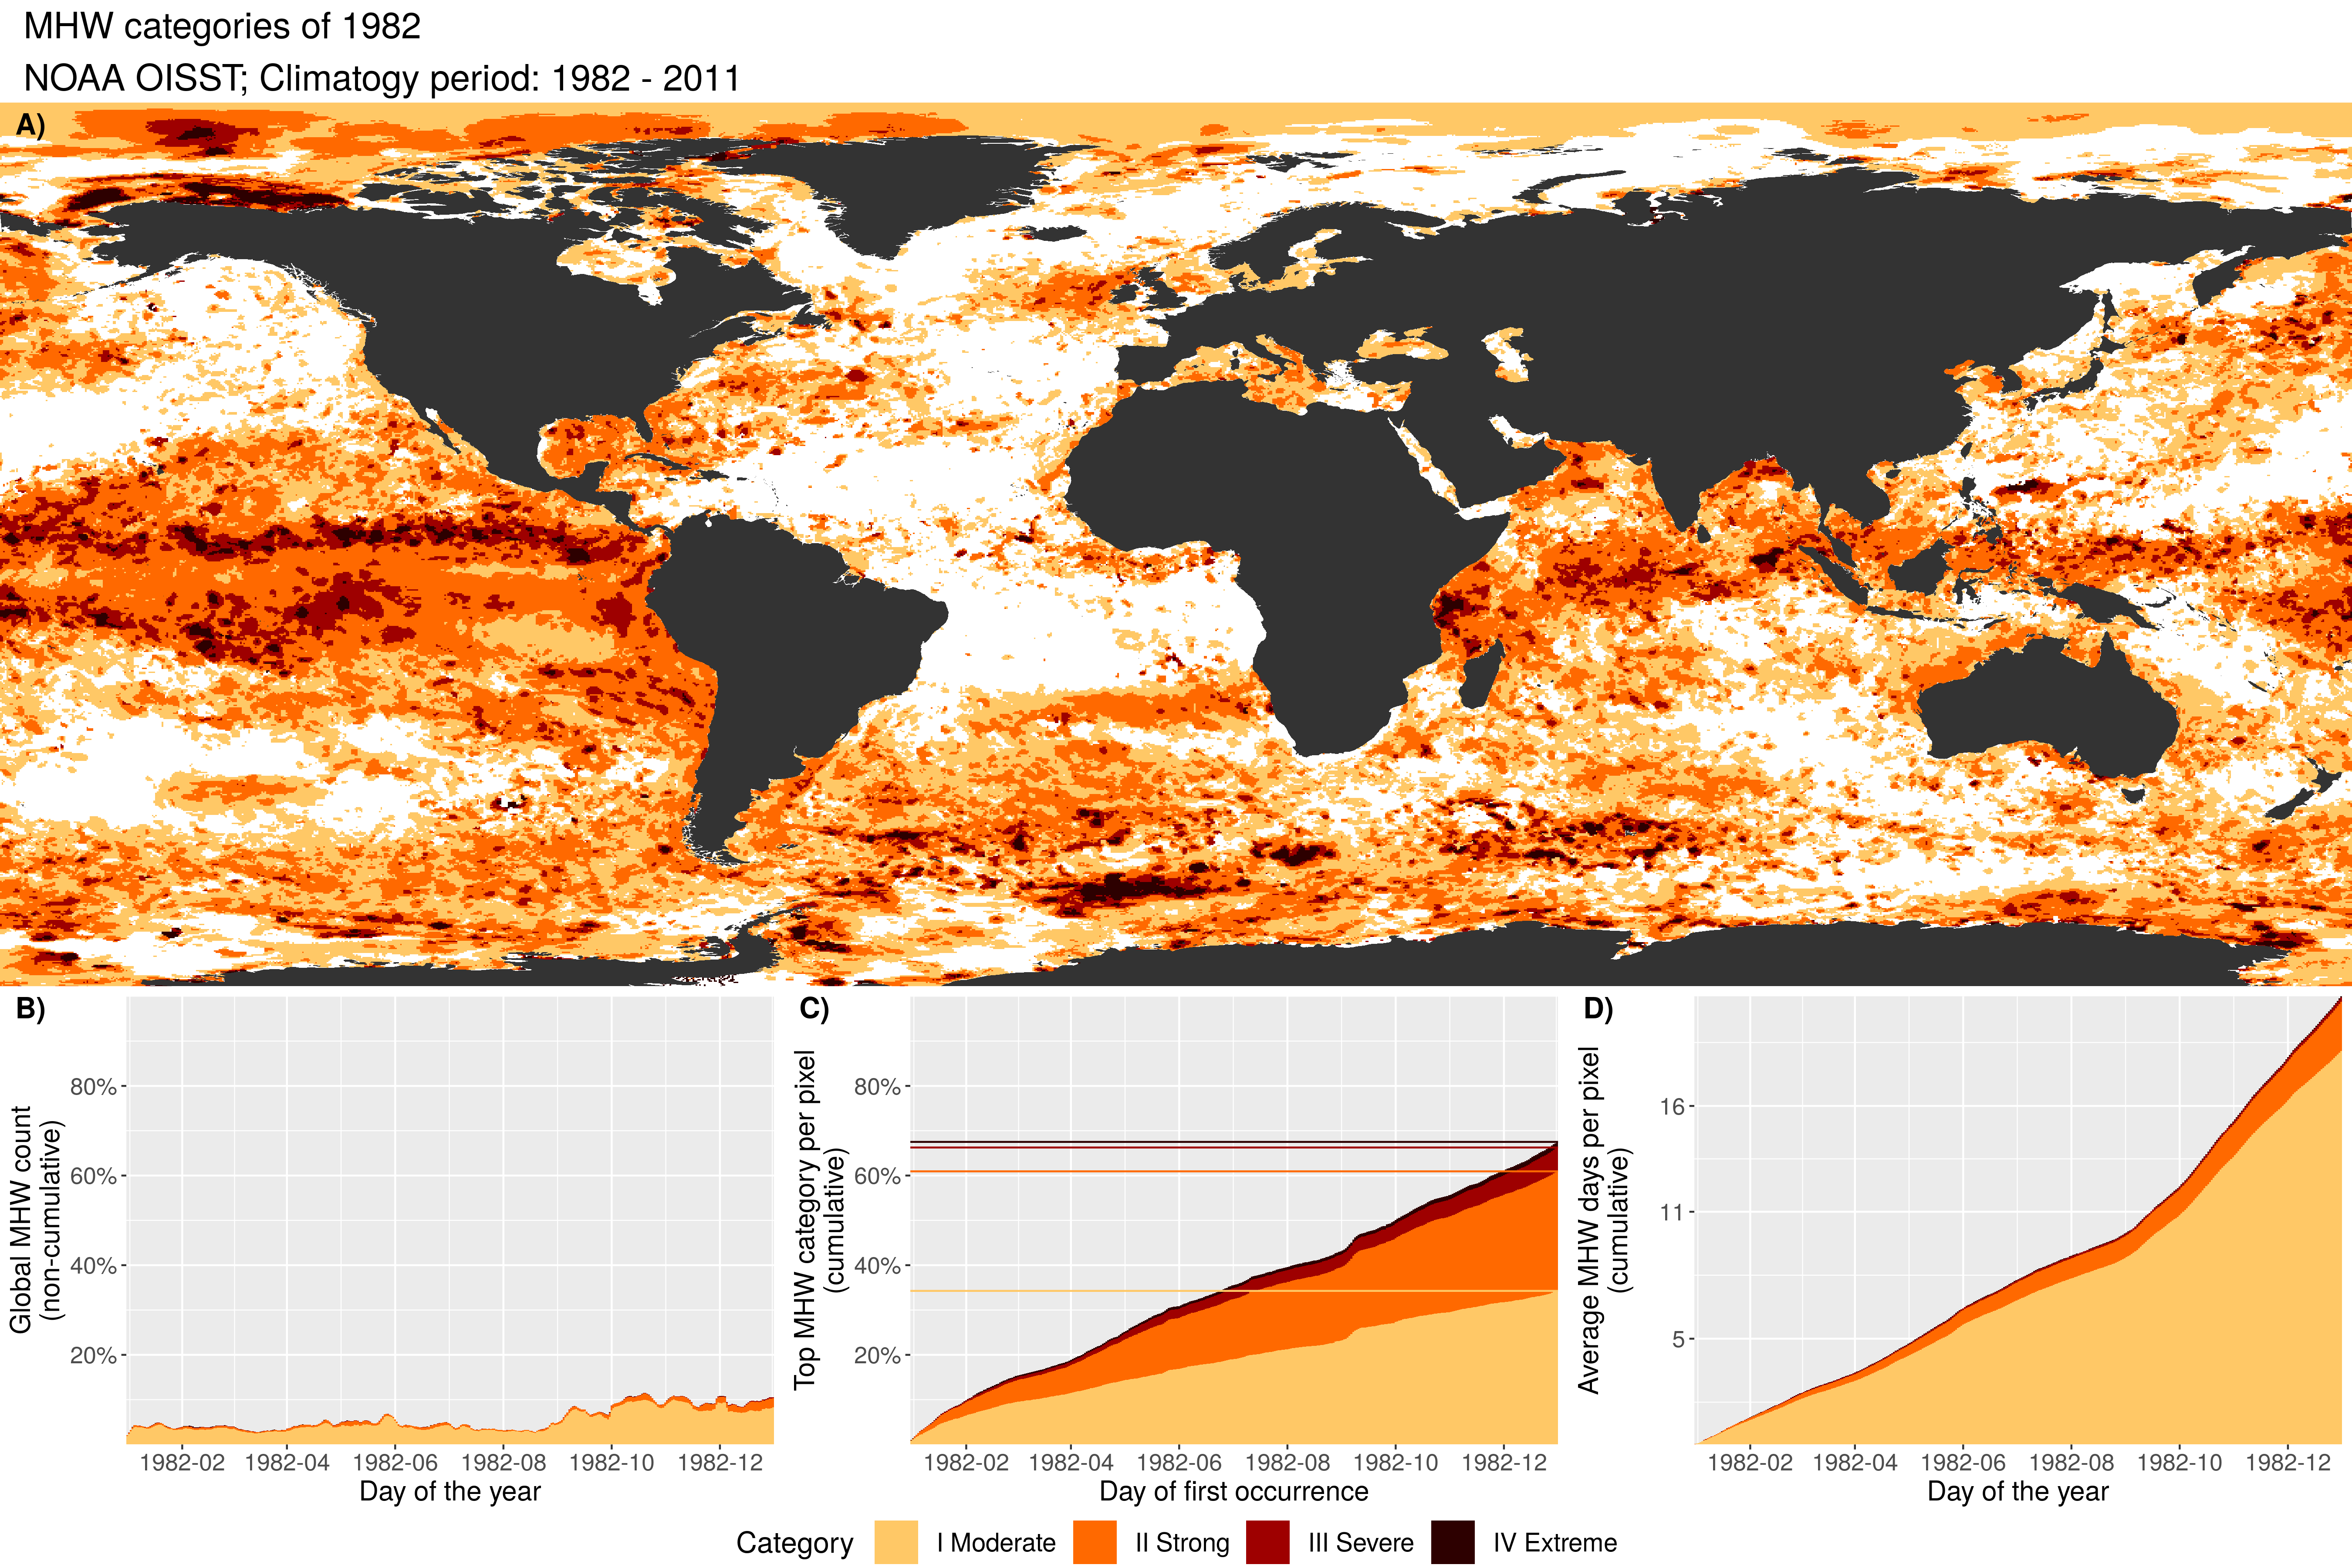 MHW categories of 1982
NOAA OISST; Climatogy period: 1982 - 2011
A)
B)
Global MHW count
(non-cumulative)
80%
60%
40%
20%
1982-02 1982-04 1982-06 1982-08 1982-10 1982-12
Day of the year
C)
Top MHW category per pixel
(cumulative)
80%
60%
40%
20%
1982-02 1982-04 1982-06 1982-08 1982-10 1982-12
Day of first occurrence
D)
Average MHW days per pixel
(cumulative)
16
11
5
1982-02 1982-04 1982-06 1982-08 1982-10 1982-12
Day of the year
Category I Moderate II Strong III Severe IV Extreme